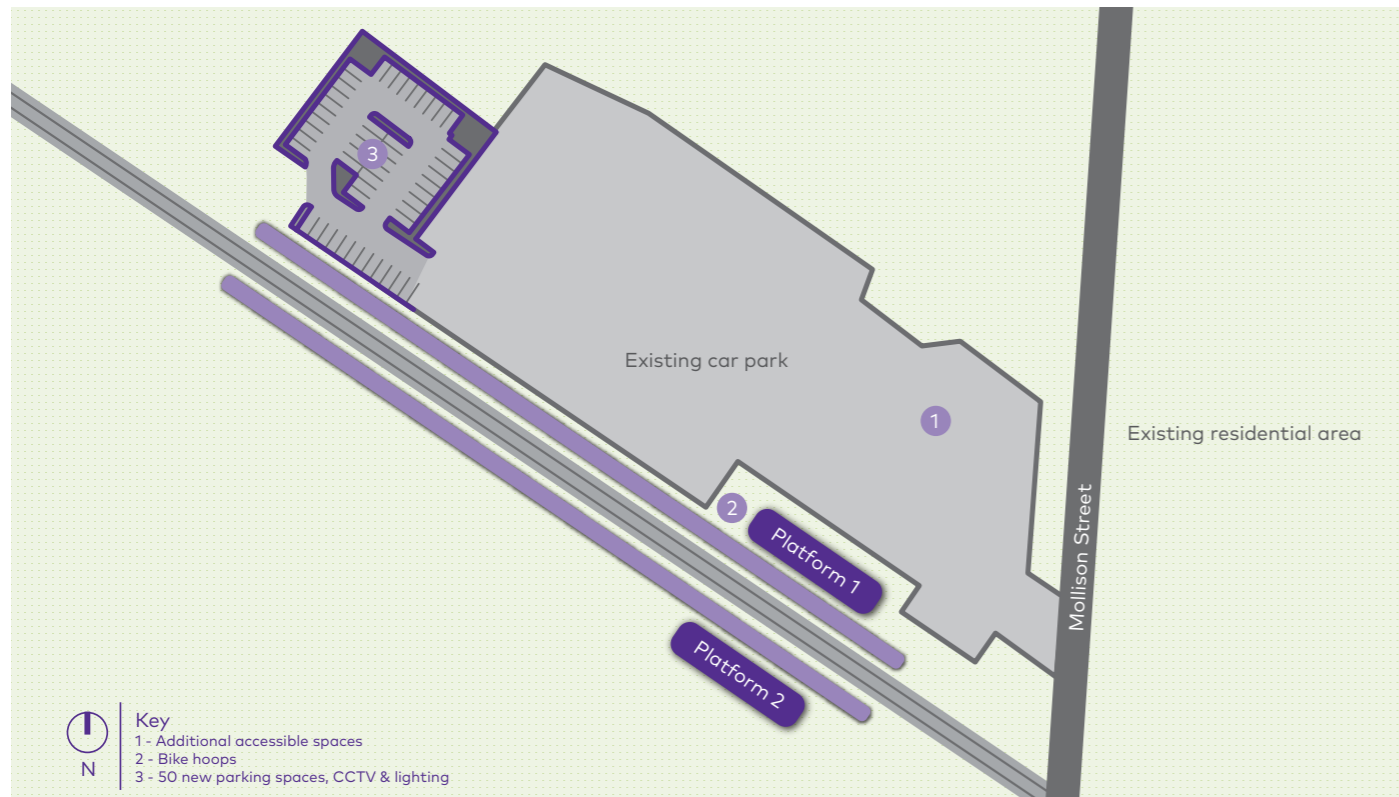 3
Existing car park
1
Existing residential area
2
Platform 1
Mollison Street
Platform 2
Key
1 - Additional accessible spaces
2 - Bike hoops
3 - 50 new parking spaces, CCTV & lighting
N